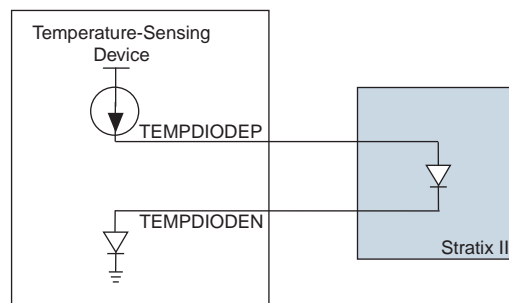 Temperature-Sensing
Device
TEMPDIODEP
TEMPDIODEN
Stratix II